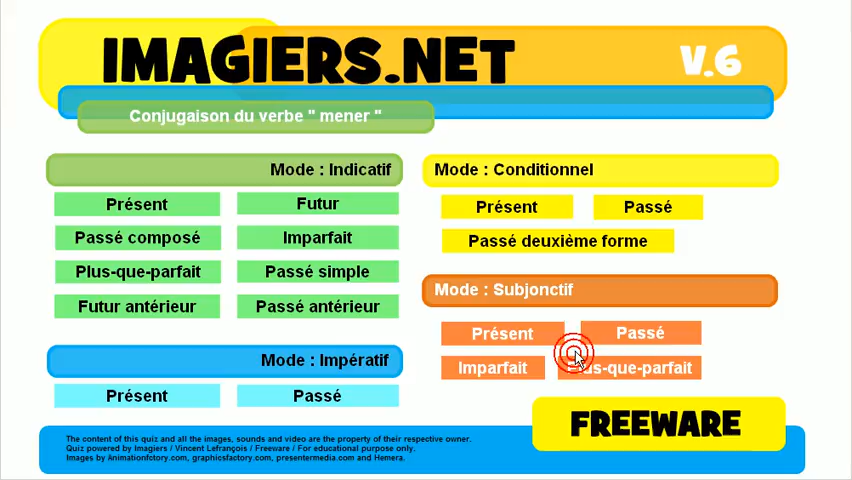 IMAGIERS.NET
V.6
Conjugaison du verbe " mener "
Mode : Indicatif
Présent
Futur
Passé composé
Imparfait
Plus-que-parfait
Passé simple
Futur antérieur
Passé antérieur
Mode : Impératif
Présent
Passé
Mode : Conditionnel
Présent
Passé
Passé deuxième forme
Mode : Subjonctif
Présent
Passé
Imparfait
Plus-que-parfait
FREEWARE
The content of this quiz and all the images, sounds and video are the property of their respective owner.
Quiz powered by Imagiers / Vincent Lefrançois / Freeware / For educational purpose only.
Images by Animationfctory.com, graphicsfactory.com, presentermedia.com and Hemera.